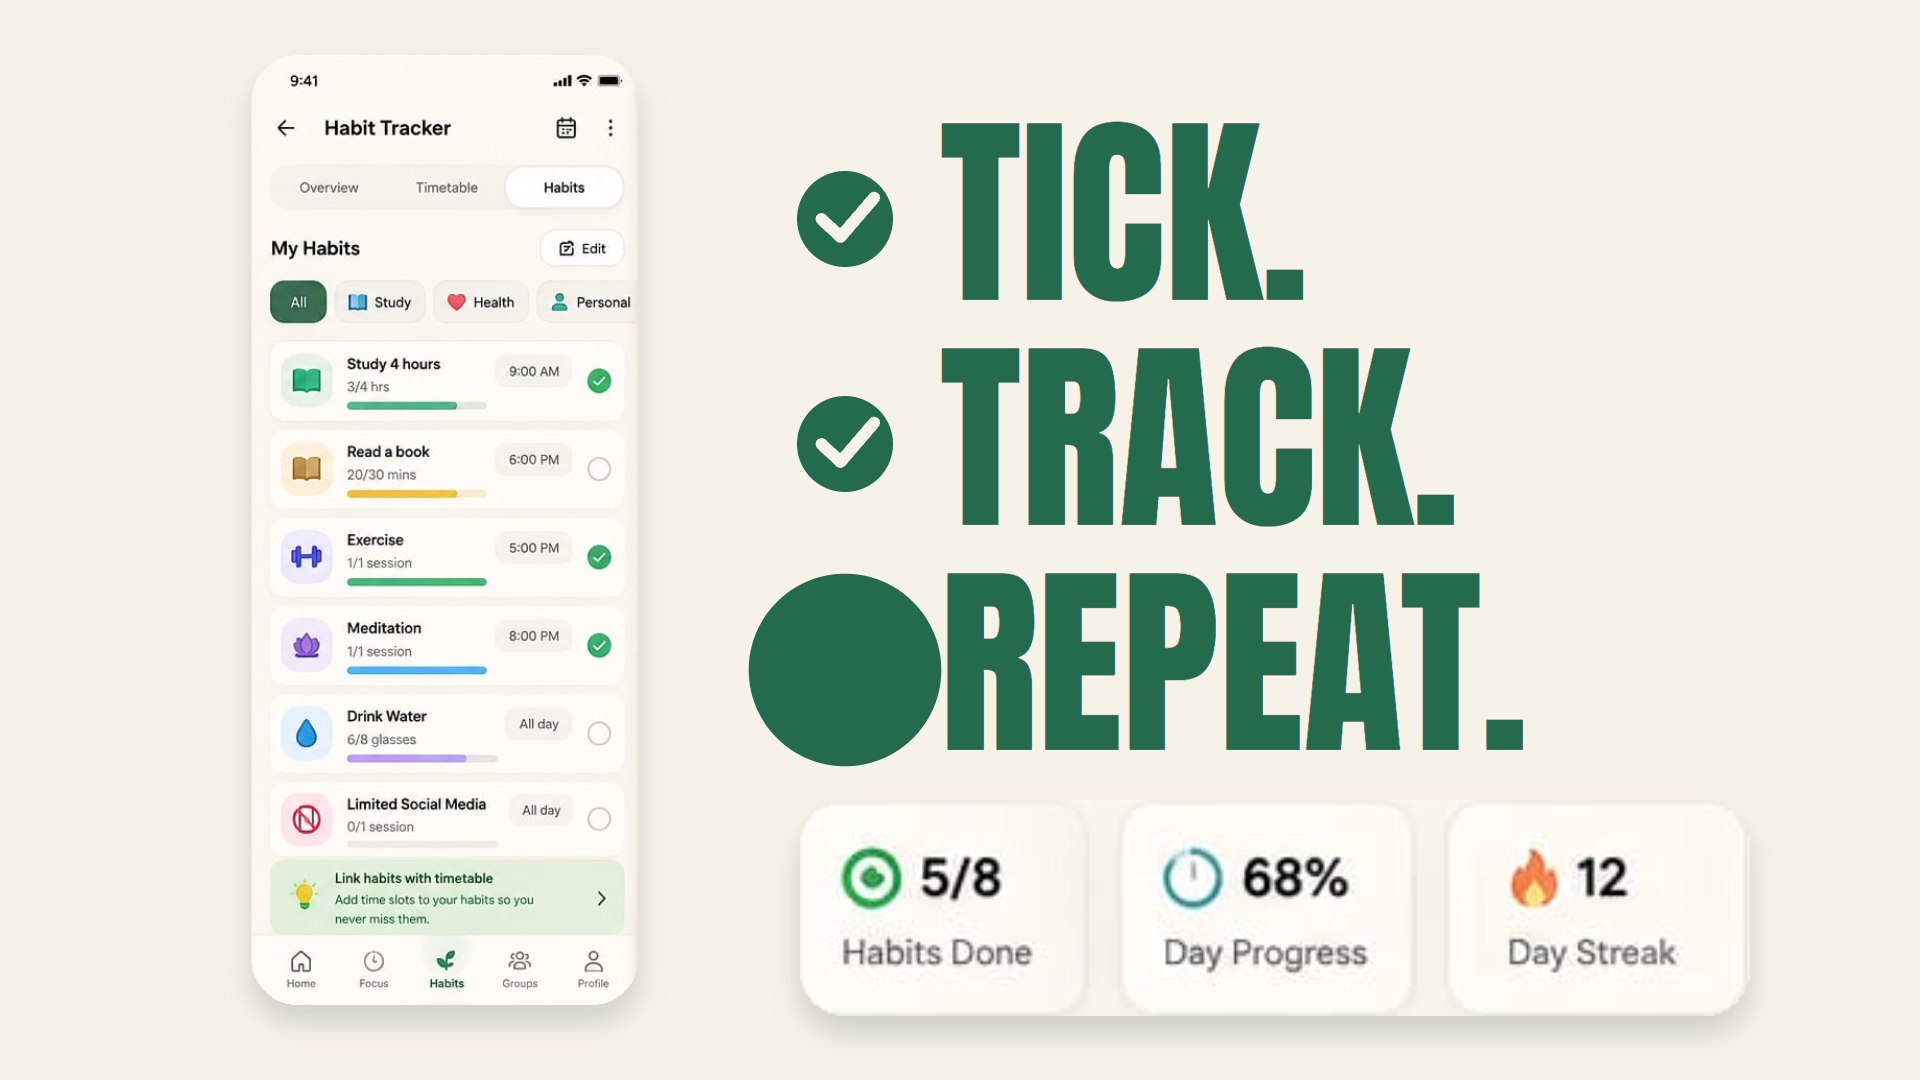 9:41
Habit Tracker
Overview Timetable Habits
My Habits Edit
All Study Health Personal
Study 4 hours 9:00 AM
3/4 hrs
Read a book 6:00 PM
20/30 mins
Exercise 5:00 PM
1/1 session
Meditation 8:00 PM
1/1 session
Drink Water All day
6/8 glasses
Limited Social Media All day
0/1 session
Link habits with timetable
Add time slots to your habits so you
never miss them.
Home Focus Habits Groups Profile
TICK.
TRACK.
REPEAT.
5/8 68% 12
Habits Done Day Progress Day Streak